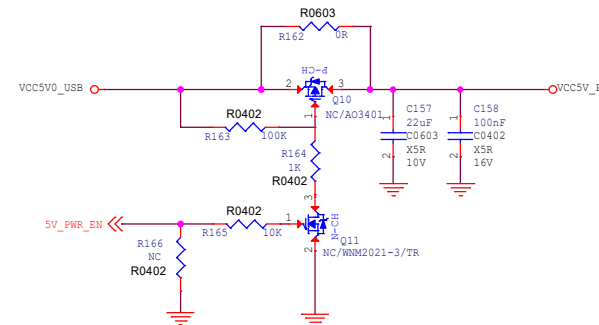 R0603
R162 0R
P-CH
VCC5V0_USB
2 3
VCC5V_P
Q10
1
NC/AO3401
R0402
R163 100K
R164
1K
R0402
1
C157
22uF
C0603
X5R
10V
2
1
C158
100nF
C0402
X5R
16V
2
3
5V_PWR_EN
R0402
R165 10K
1
N-CH
Q11
2
NC/WNM2021-3/TR
R166
NC
R0402